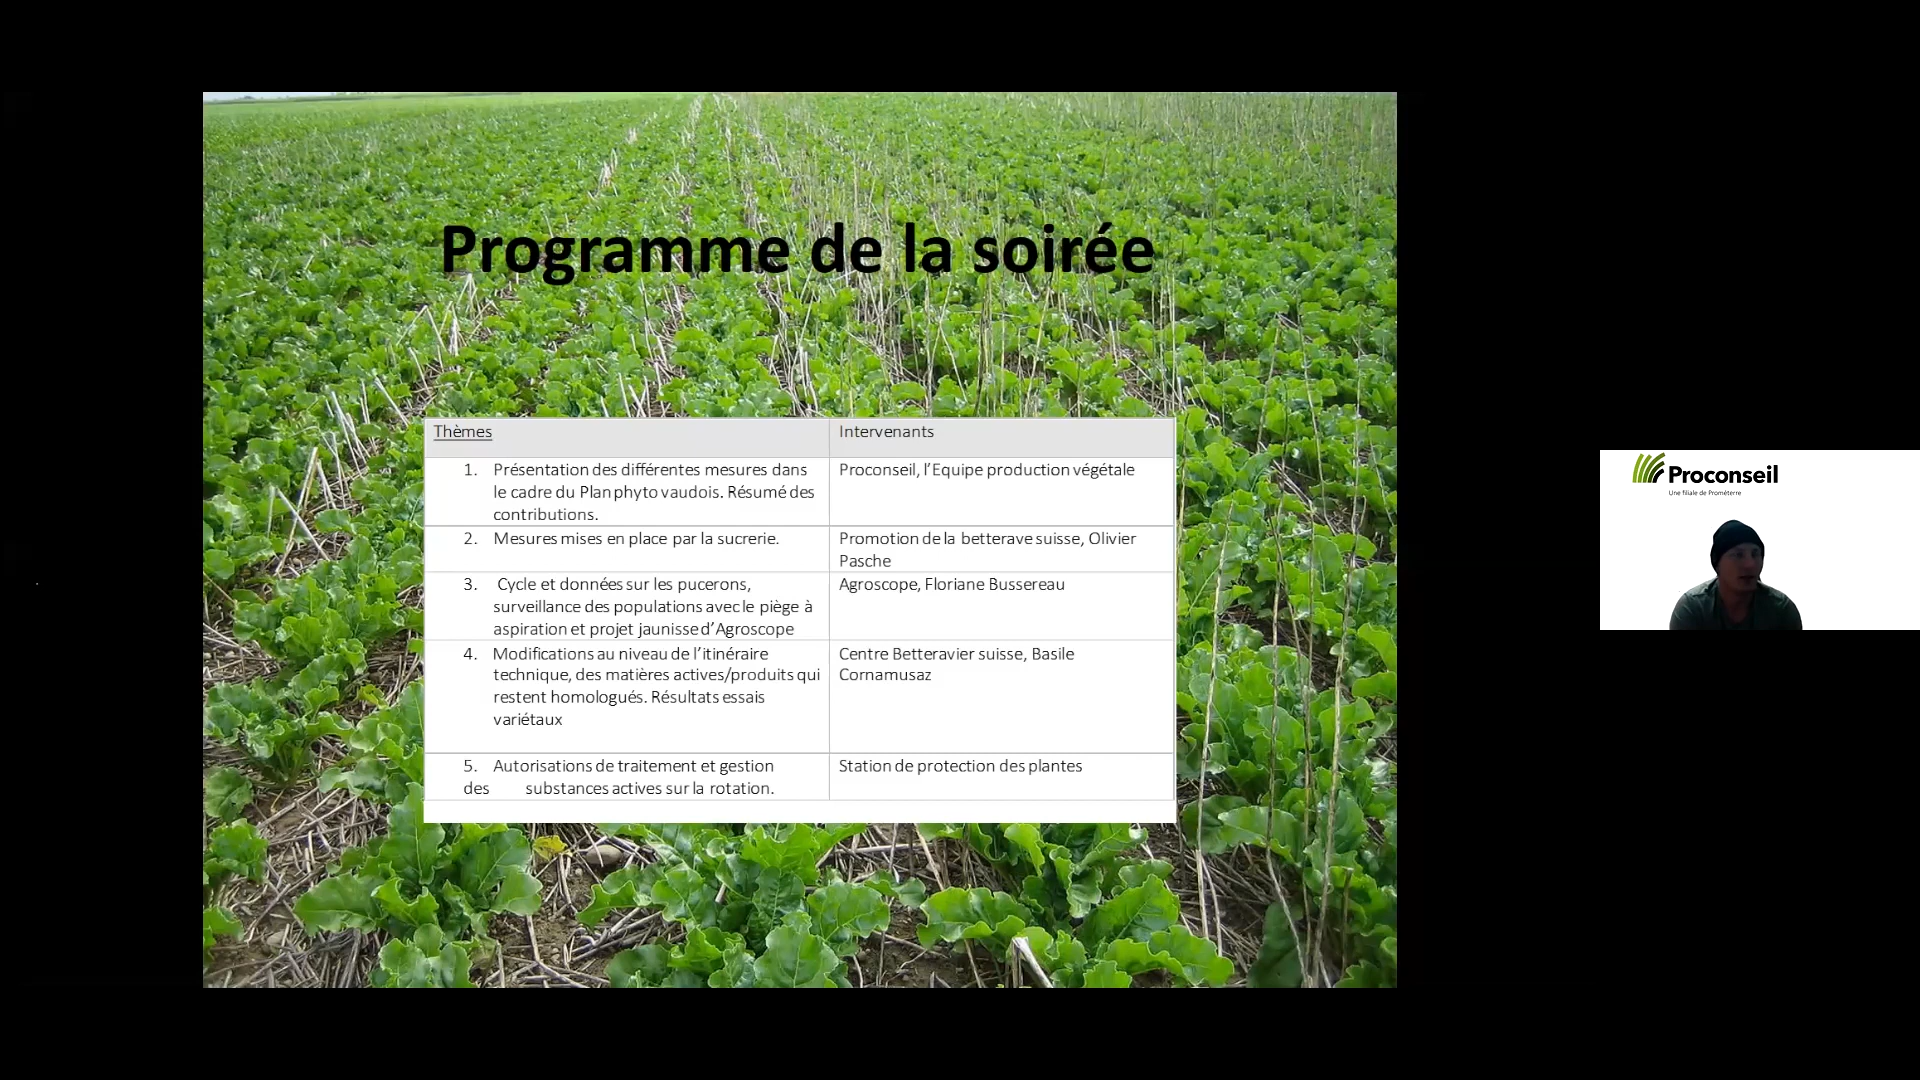 Programme de la soirée
Thèmes
Intervenants
1. Présentation des différentes mesures dans
le cadre du Plan phyto vaudois. Résumé des
contributions.
Proconseil, l’Equipe production végétale
2. Mesures mises en place par la sucrerie.
Promotion de la betterave suisse, Olivier
Pasche
3. Cycle et données sur les pucerons,
surveillance des populations avec le piège à
aspiration et projet jaunisse d’Agroscope
Agroscope, Floriane Bussereau
4. Modifications au niveau de l’itinéraire
technique, des matières actives/produits qui
restent homologués. Résultats essais
variétaux
Centre Betteravier suisse, Basile
Cornamusaz
5. Autorisations de traitement et gestion
des substances actives sur la rotation.
Station de protection des plantes
Proconseil
Une filiale de Prométerre